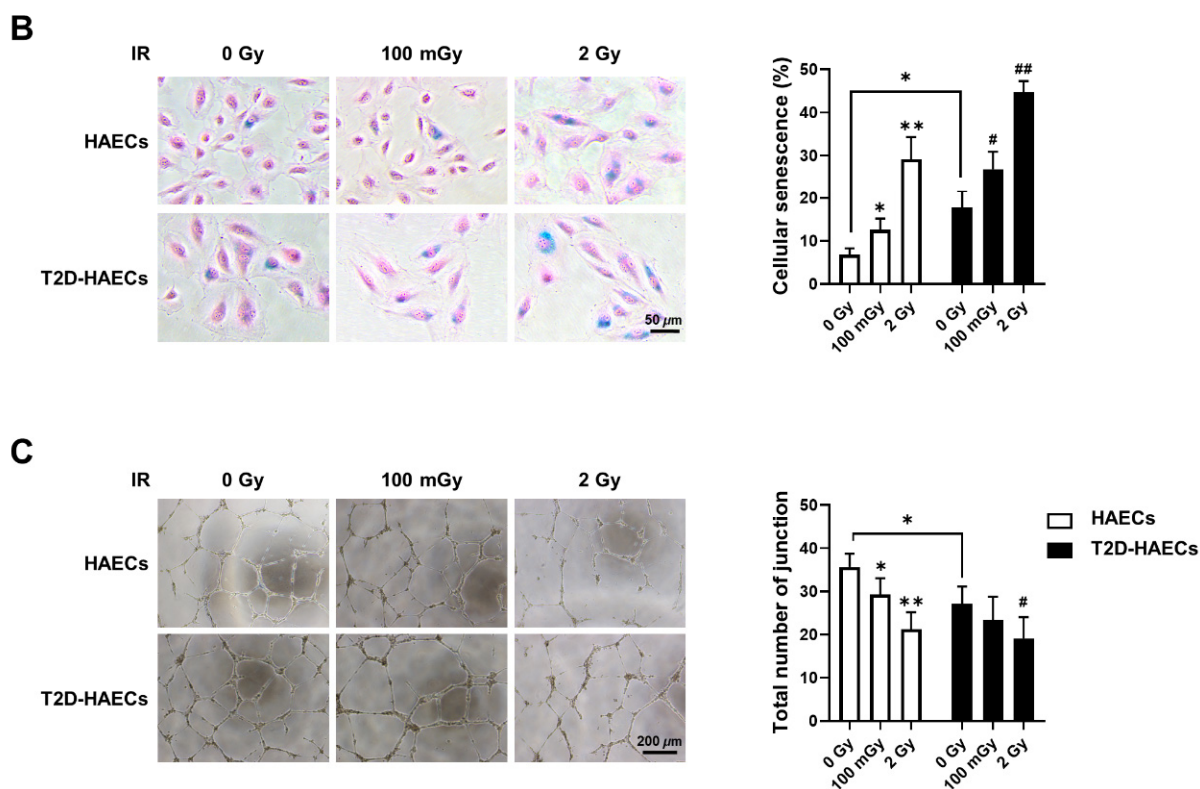 B
IR 0 Gy 100 mGy 2 Gy
HAECs
T2D-HAECs
50 μm
Cellular senescence (%)
50
40
30
20
10
0
*
*
**
#
##
0 Gy 100 mGy 2 Gy 0 Gy 100 mGy 2 Gy
C
IR 0 Gy 100 mGy 2 Gy
HAECs
T2D-HAECs
200 μm
Total number of junction
50
40
30
20
10
0
*
*
**
#
0 Gy 100 mGy 2 Gy 0 Gy 100 mGy 2 Gy
HAECs
T2D-HAECs